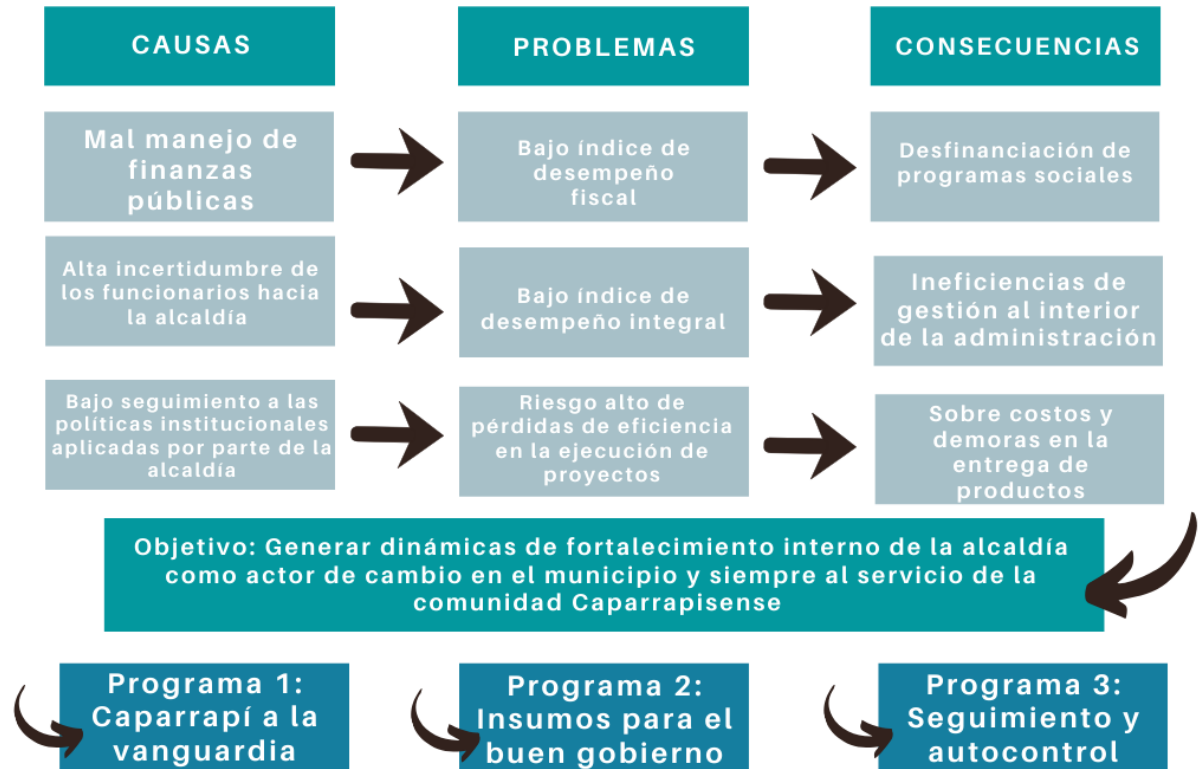 CAUSAS
PROBLEMAS
CONSECUENCIAS
Mal manejo de
finanzas
públicas
Bajo índice de
desempeño
fiscal
Desfinanciación de
programas sociales
Alta incertidumbre de
los funcionarios hacia
la alcaldía
Bajo índice de
desempeño integral
Ineficiencias de
gestión al interior
de la administración
Bajo seguimiento a las
políticas institucionales
aplicadas por parte de la
alcaldía
Riesgo alto de
pérdidas de eficiencia
en la ejecución de
proyectos
Sobre costos y
demoras en la
entrega de
productos
Objetivo: Generar dinámicas de fortalecimiento interno de la alcaldía
como actor de cambio en el municipio y siempre al servicio de la
comunidad Caparrapisense
Programa 1:
Caparrapí a la
vanguardia
Programa 2:
Insumos para el
buen gobierno
Programa 3:
Seguimiento y
autocontrol